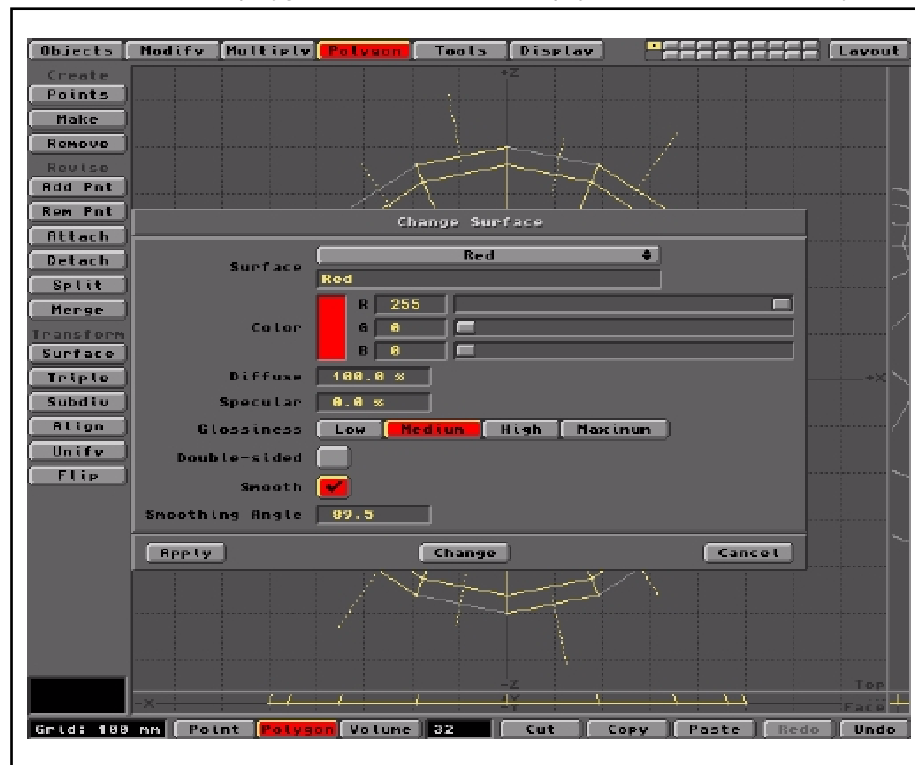 Objects Modify Multiply Polygon Tools Display Layout
Create
Points
Make
Remove
Revise
Add Pnt
Rem Pnt
Attach
Detach
Split
Merge
Transform
Surface
Triple
Subdiv
Align
Unify
Flip
+Z
Change Surface
Surface Red
Red
Color R 255
G 0
B 0
Diffuse 100.0 %
Specular 0.0 %
Glossiness Low Medium High Maximum
Double-sided
Smooth
Smoothing Angle 89.5
Apply Change Cancel
+X
-Z Top
-X -Y Face
Grid: 100 mm Point Polygon Volume 32 Cut Copy Paste Redo Undo